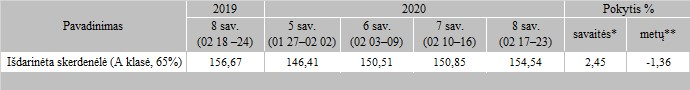 Pavadinimas 2019 2020 Pokytis %
8 sav. 5 sav. 6 sav. 7 sav. 8 sav. savaitės* metų**
(02 18 –24) (01 27–02 02) (02 03–09) (02 10–16) (02 17–23)
Išdarinėta skerdenėlė (A klasė, 65%) 156,67 146,41 150,51 150,85 154,54 2,45 -1,36